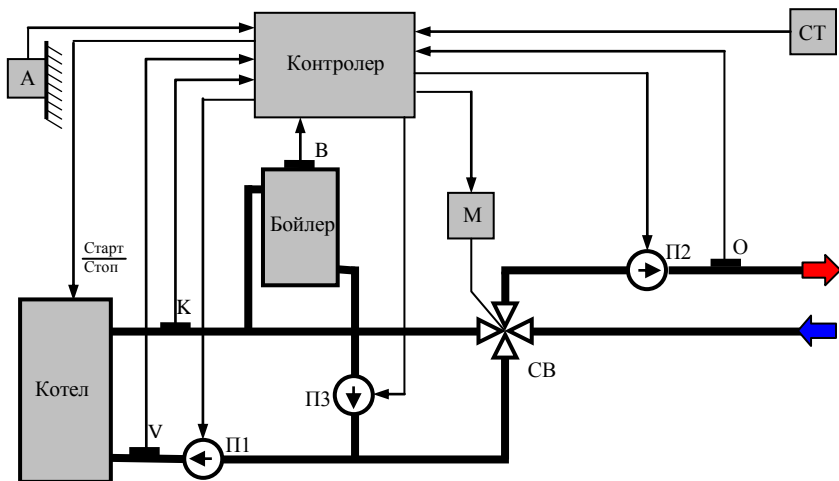 СТ
А
Контролер
В
М
Бойлер
П2
О
Старт
Стоп
К
СВ
Котел
П3
V
П1